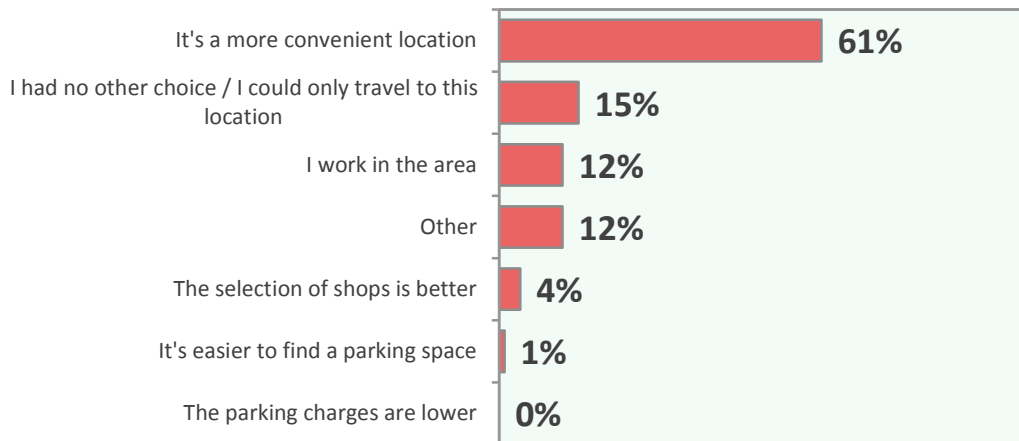 It's a more convenient location
61%
I had no other choice / I could only travel to this
location
15%
I work in the area
12%
Other
12%
The selection of shops is better
4%
It's easier to find a parking space
1%
The parking charges are lower
0%